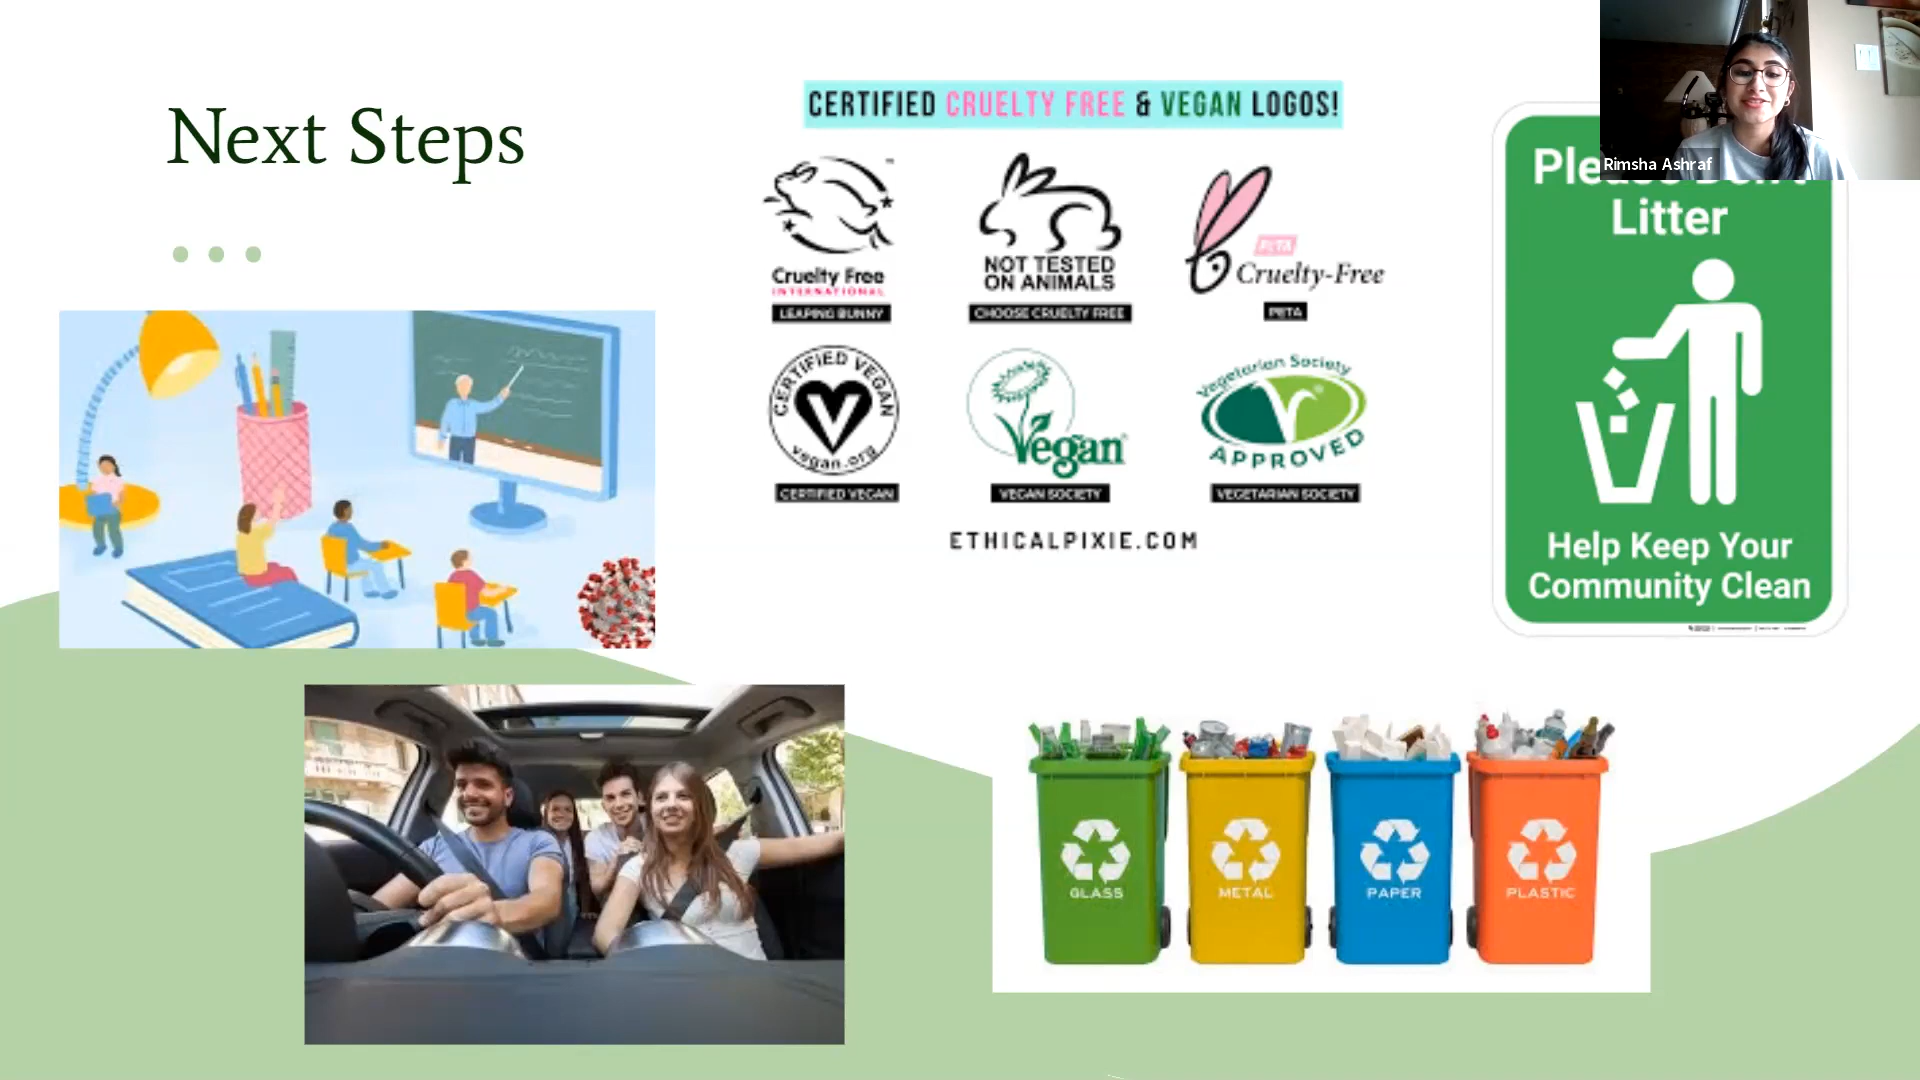 Next Steps
CERTIFIED CRUELTY FREE & VEGAN LOGOS!
Cruelty Free
INTERNATIONAL
LEAPING BUNNY
NOT TESTED
ON ANIMALS
CHOOSE CRUELTY FREE
PETA
Cruelty-Free
PETA
CERTIFIED VEGAN
vegan.org
CERTIFIED VEGAN
Vegan
VEGAN SOCIETY
Vegetarian Society
APPROVED
VEGETARIAN SOCIETY
ETHICALPIXIE.COM
Rimsha Ashraf
Litter
Help Keep Your
Community Clean
GLASS
METAL
PAPER
PLASTIC